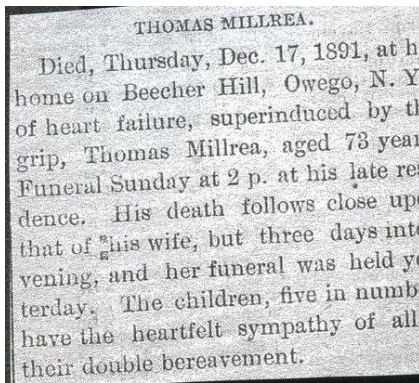 THOMAS MILLREA.
Died, Thursday, Dec. 17, 1891, at h
home on Beecher Hill, Owego, N. Y
of heart failure, superinduced by th
grip, Thomas Millrea, aged 73 year
Funeral Sunday at 2 p. at his late res
dence. His death follows close upo
that of his wife, but three days inte
vening, and her funeral was held ye
terday. The children, five in numb
have the heartfelt sympathy of all
their double bereavement.